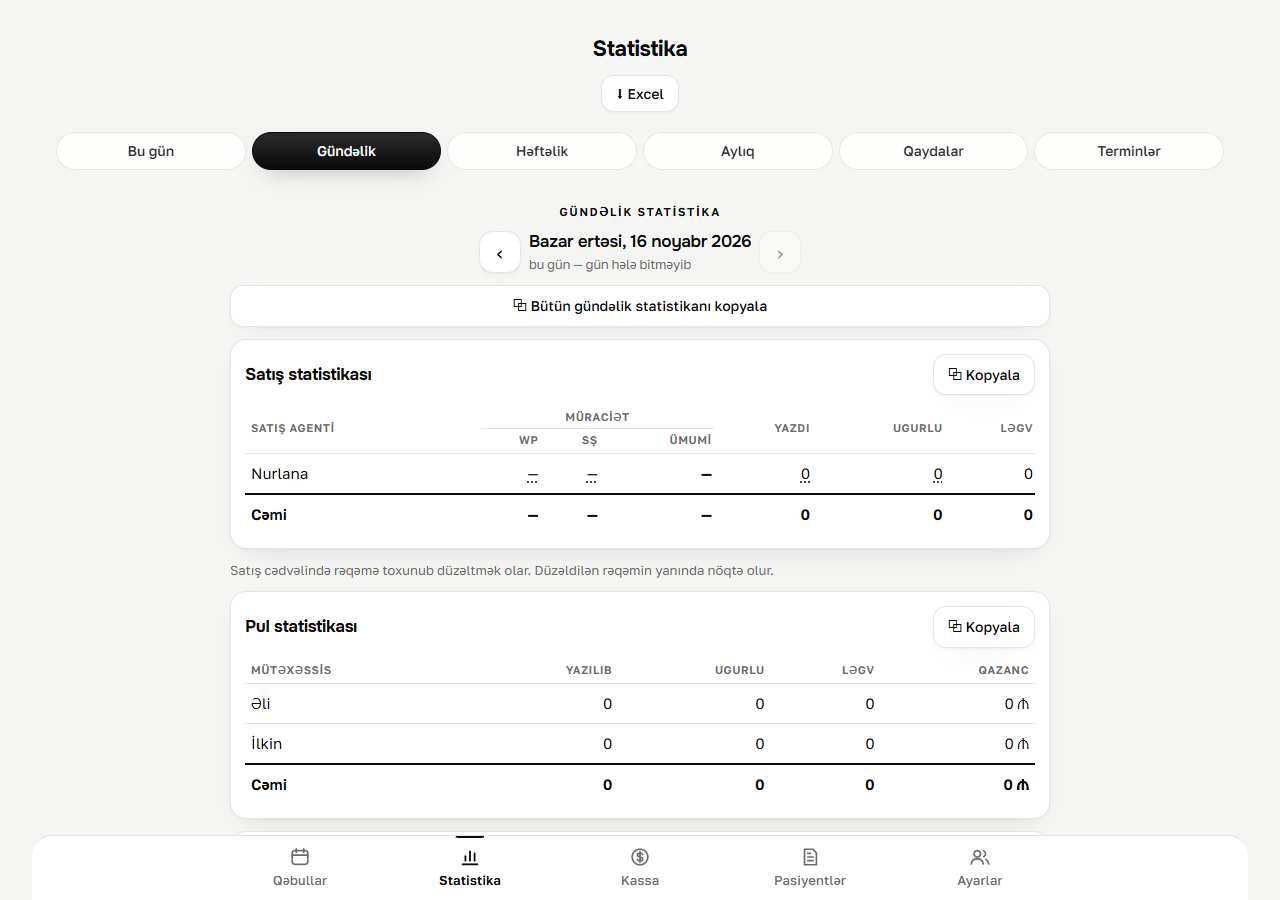 Statistika
⭳ Excel
Bu gün
Gündəlik
Həftəlik
Aylıq
Qaydalar
Terminlər
GÜNDƏLİK STATİSTİKA
‹
Bazar ertəsi, 16 noyabr 2026
›
bu gün — gün hələ bitməyib
⿻ Bütün gündəlik statistikanı kopyala
Satış statistikası
⿻ Kopyala
SATIŞ AGENTİ MÜRACİƏT YAZDI UGURLU LƏGV
WP SŞ ÜMUMİ
Nurlana — — — 0 0 0
Cəmi — — — 0 0 0
Satış cədvəlində rəqəmə toxunub düzəltmək olar. Düzəldilən rəqəmin yanında nöqtə olur.
Pul statistikası
⿻ Kopyala
MÜTƏXƏSSİS YAZILIB UGURLU LƏGV QAZANC
Əli 0 0 0 0 ₼
İlkin 0 0 0 0 ₼
Cəmi 0 0 0 0 ₼
Qəbullar
Statistika
Kassa
Pasiyentlər
Ayarlar